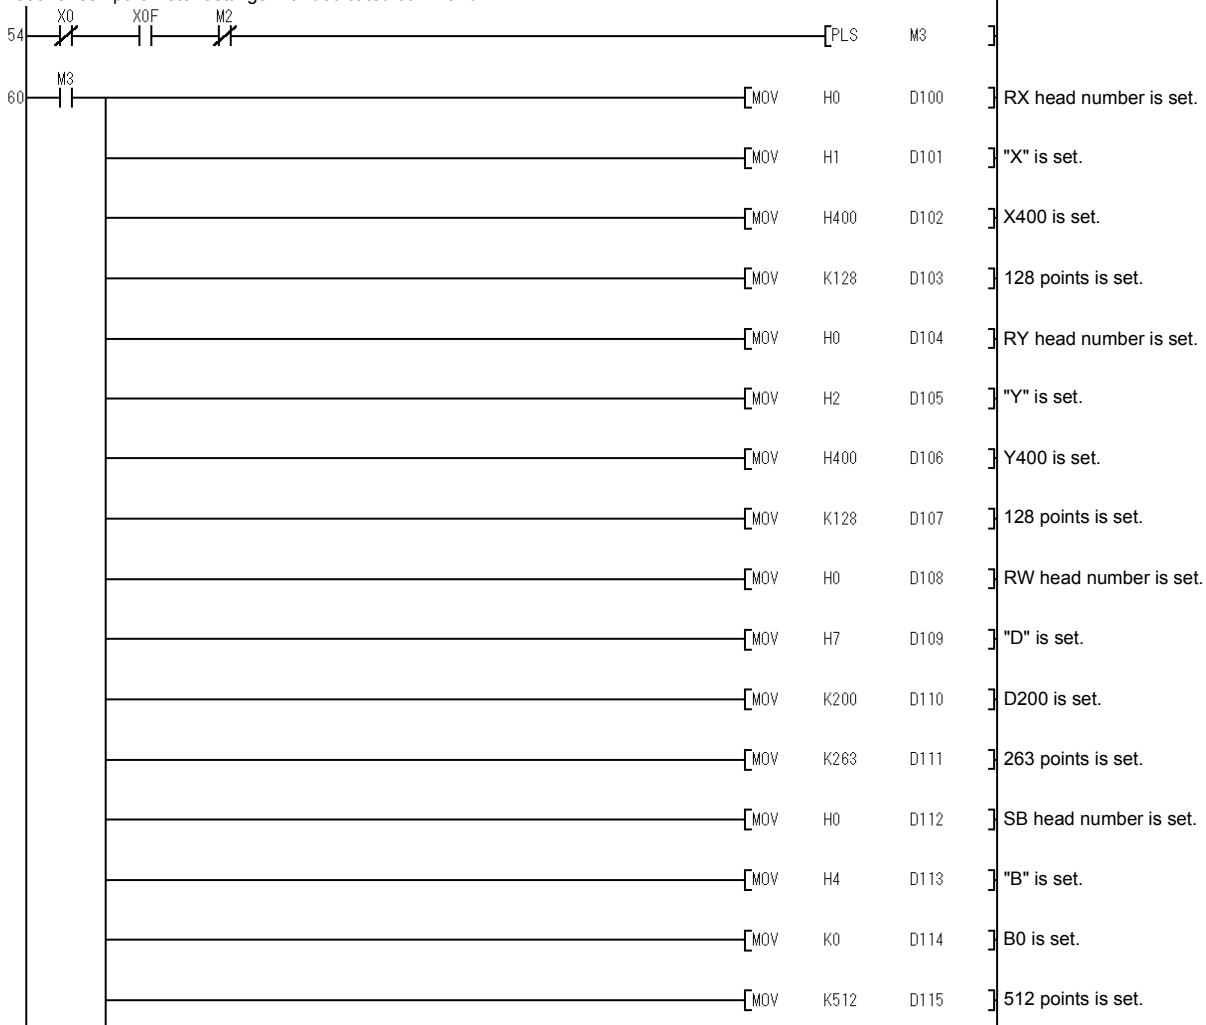 X0 X0F M2
54 PLS M3
M3
60 MOV H0 D100 RX head number is set.
MOV H1 D101 "X" is set.
MOV H400 D102 X400 is set.
MOV K128 D103 128 points is set.
MOV H0 D104 RY head number is set.
MOV H2 D105 "Y" is set.
MOV H400 D106 Y400 is set.
MOV K128 D107 128 points is set.
MOV H0 D108 RW head number is set.
MOV H7 D109 "D" is set.
MOV K200 D110 D200 is set.
MOV K263 D111 263 points is set.
MOV H0 D112 SB head number is set.
MOV H4 D113 "B" is set.
MOV K0 D114 B0 is set.
MOV K512 D115 512 points is set.